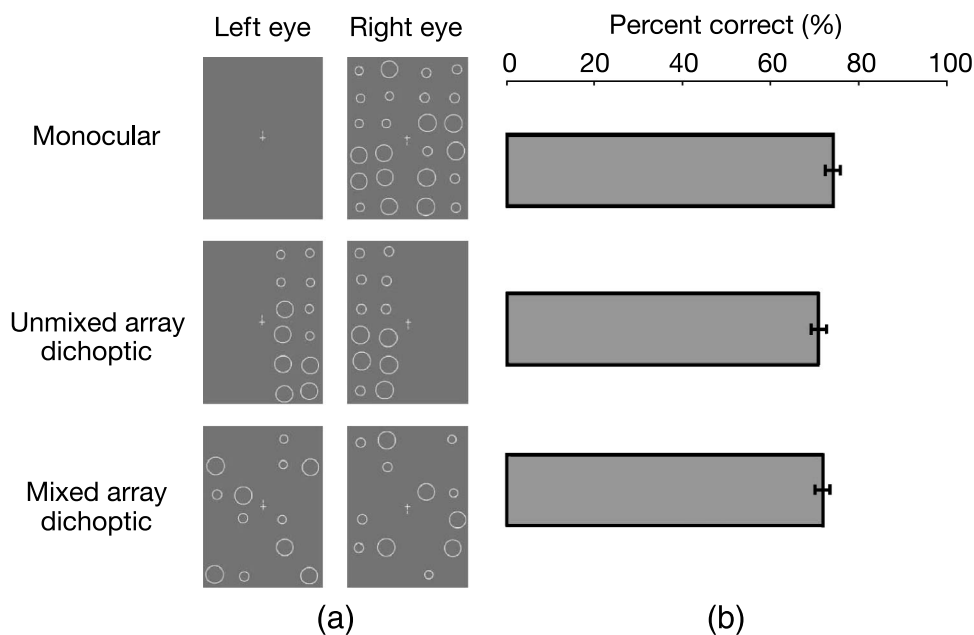 Left eye Right eye
Percent correct (%)
0 20 40 60 80 100
Monocular
Unmixed array
dichoptic
Mixed array
dichoptic
(a)
(b)